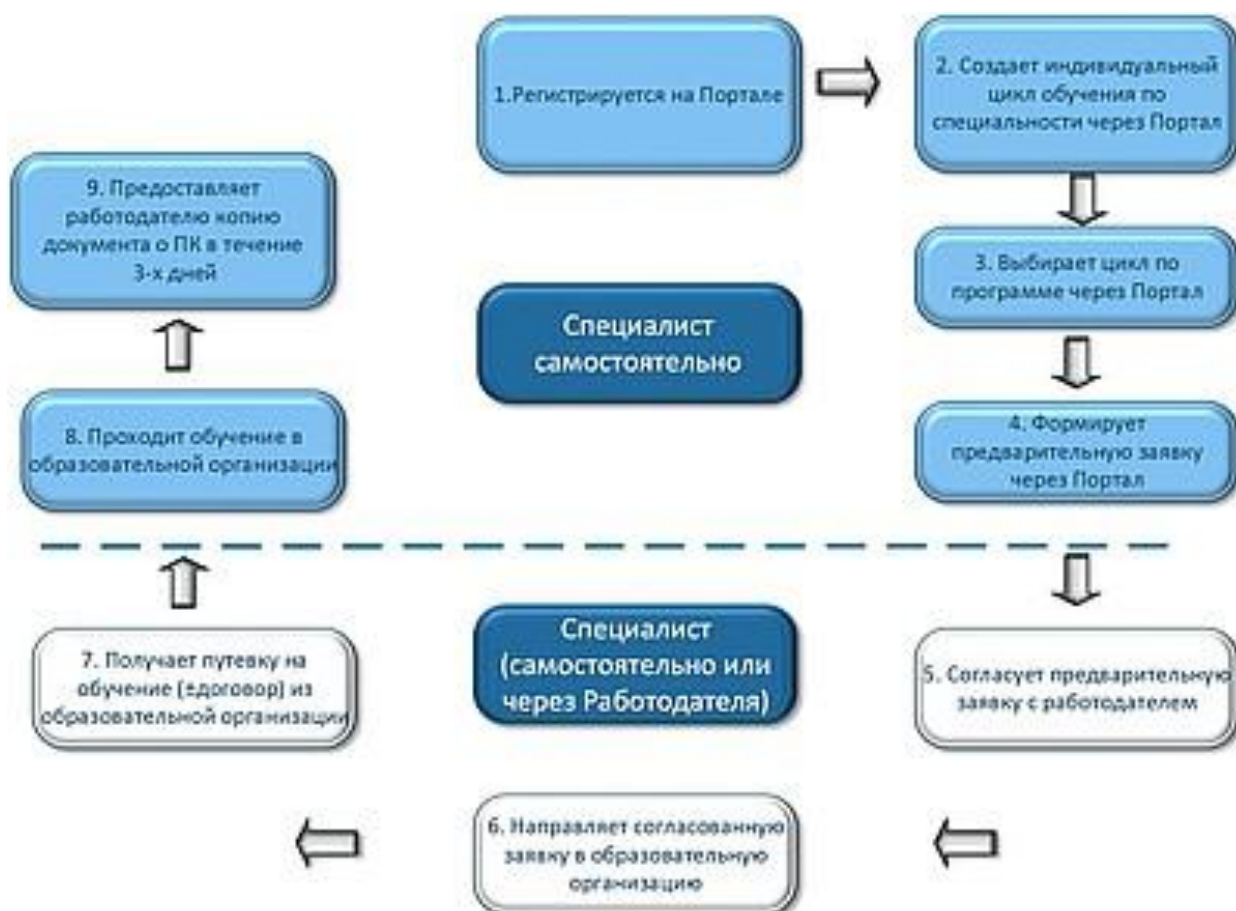 1.Регистрируется на Портале
2. Создает индивидуальный
цикл обучения по
специальности через Портал
3. Выбирает цикл по
программе через Портал
4. Формирует
предварительную заявку
через Портал
Специалист
самостоятельно
9. Предоставляет
работодателю копию
документа о ПК в течение
3-х дней
8. Проходит обучение в
образовательной организации
Специалист
(самостоятельно или
через Работодателя)
5. Согласует предварительную
заявку с работодателем
6. Направляет согласованную
заявку в образовательную
организацию
7. Получает путевку на
обучение (±договор) из
образовательной организации